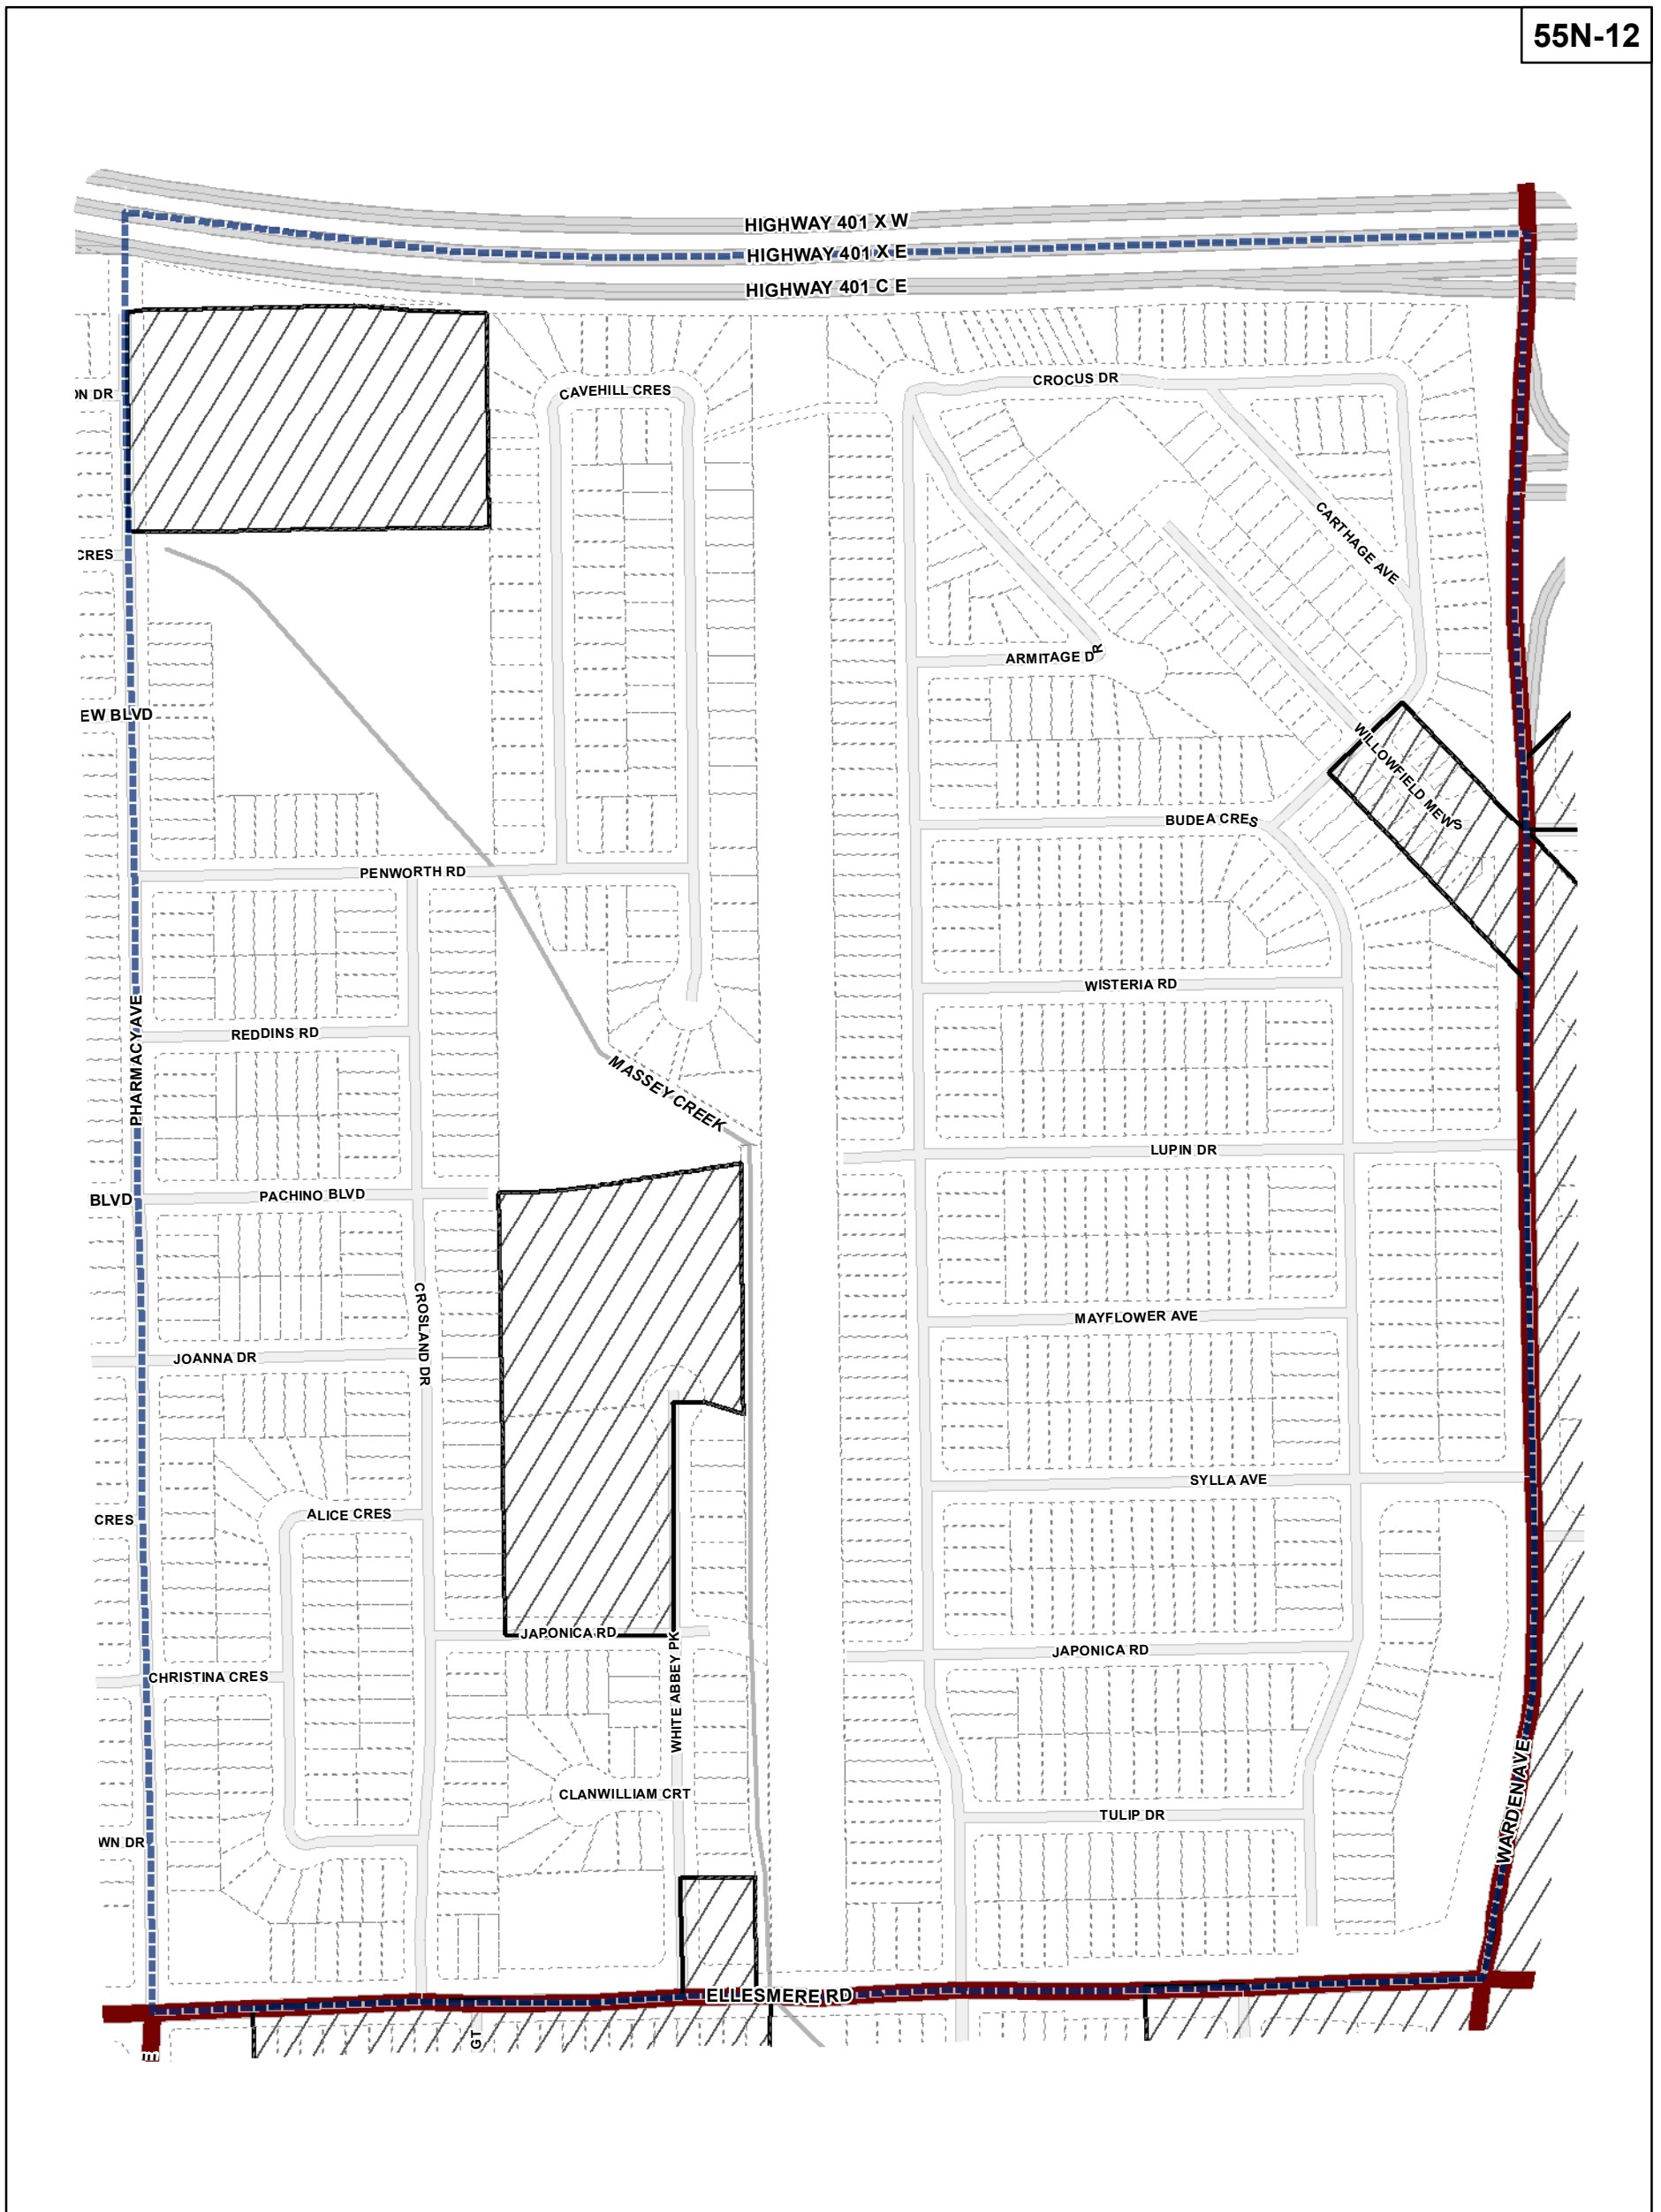 55N-12
HIGHWAY 401 X W
HIGHWAY 401 X E
HIGHWAY 401 C E
CROCUS DR
CAVEHILL CRES
ON DR
CARTHAGE AVE
CRES
ARMITAGE DR
EW BLVD
WILLOWFIELD MEWS
BUDEA CRES
PENWORTH RD
WISTERIA RD
PHARMACY AVE
REDDINS RD
MASSEY CREEK
LUPIN DR
BLVD
PACHINO BLVD
MAYFLOWER AVE
CROSLAND DR
JOANNA DR
SYLLA AVE
ALICE CRES
CRES
JAPONICA RD
JAPONICA RD
CHRISTINA CRES
WHITE ABBEY PK
CLANWILLIAM CRT
WARDEN AVE
TULIP DR
WN DR
ELLESMERE RD
GT
E